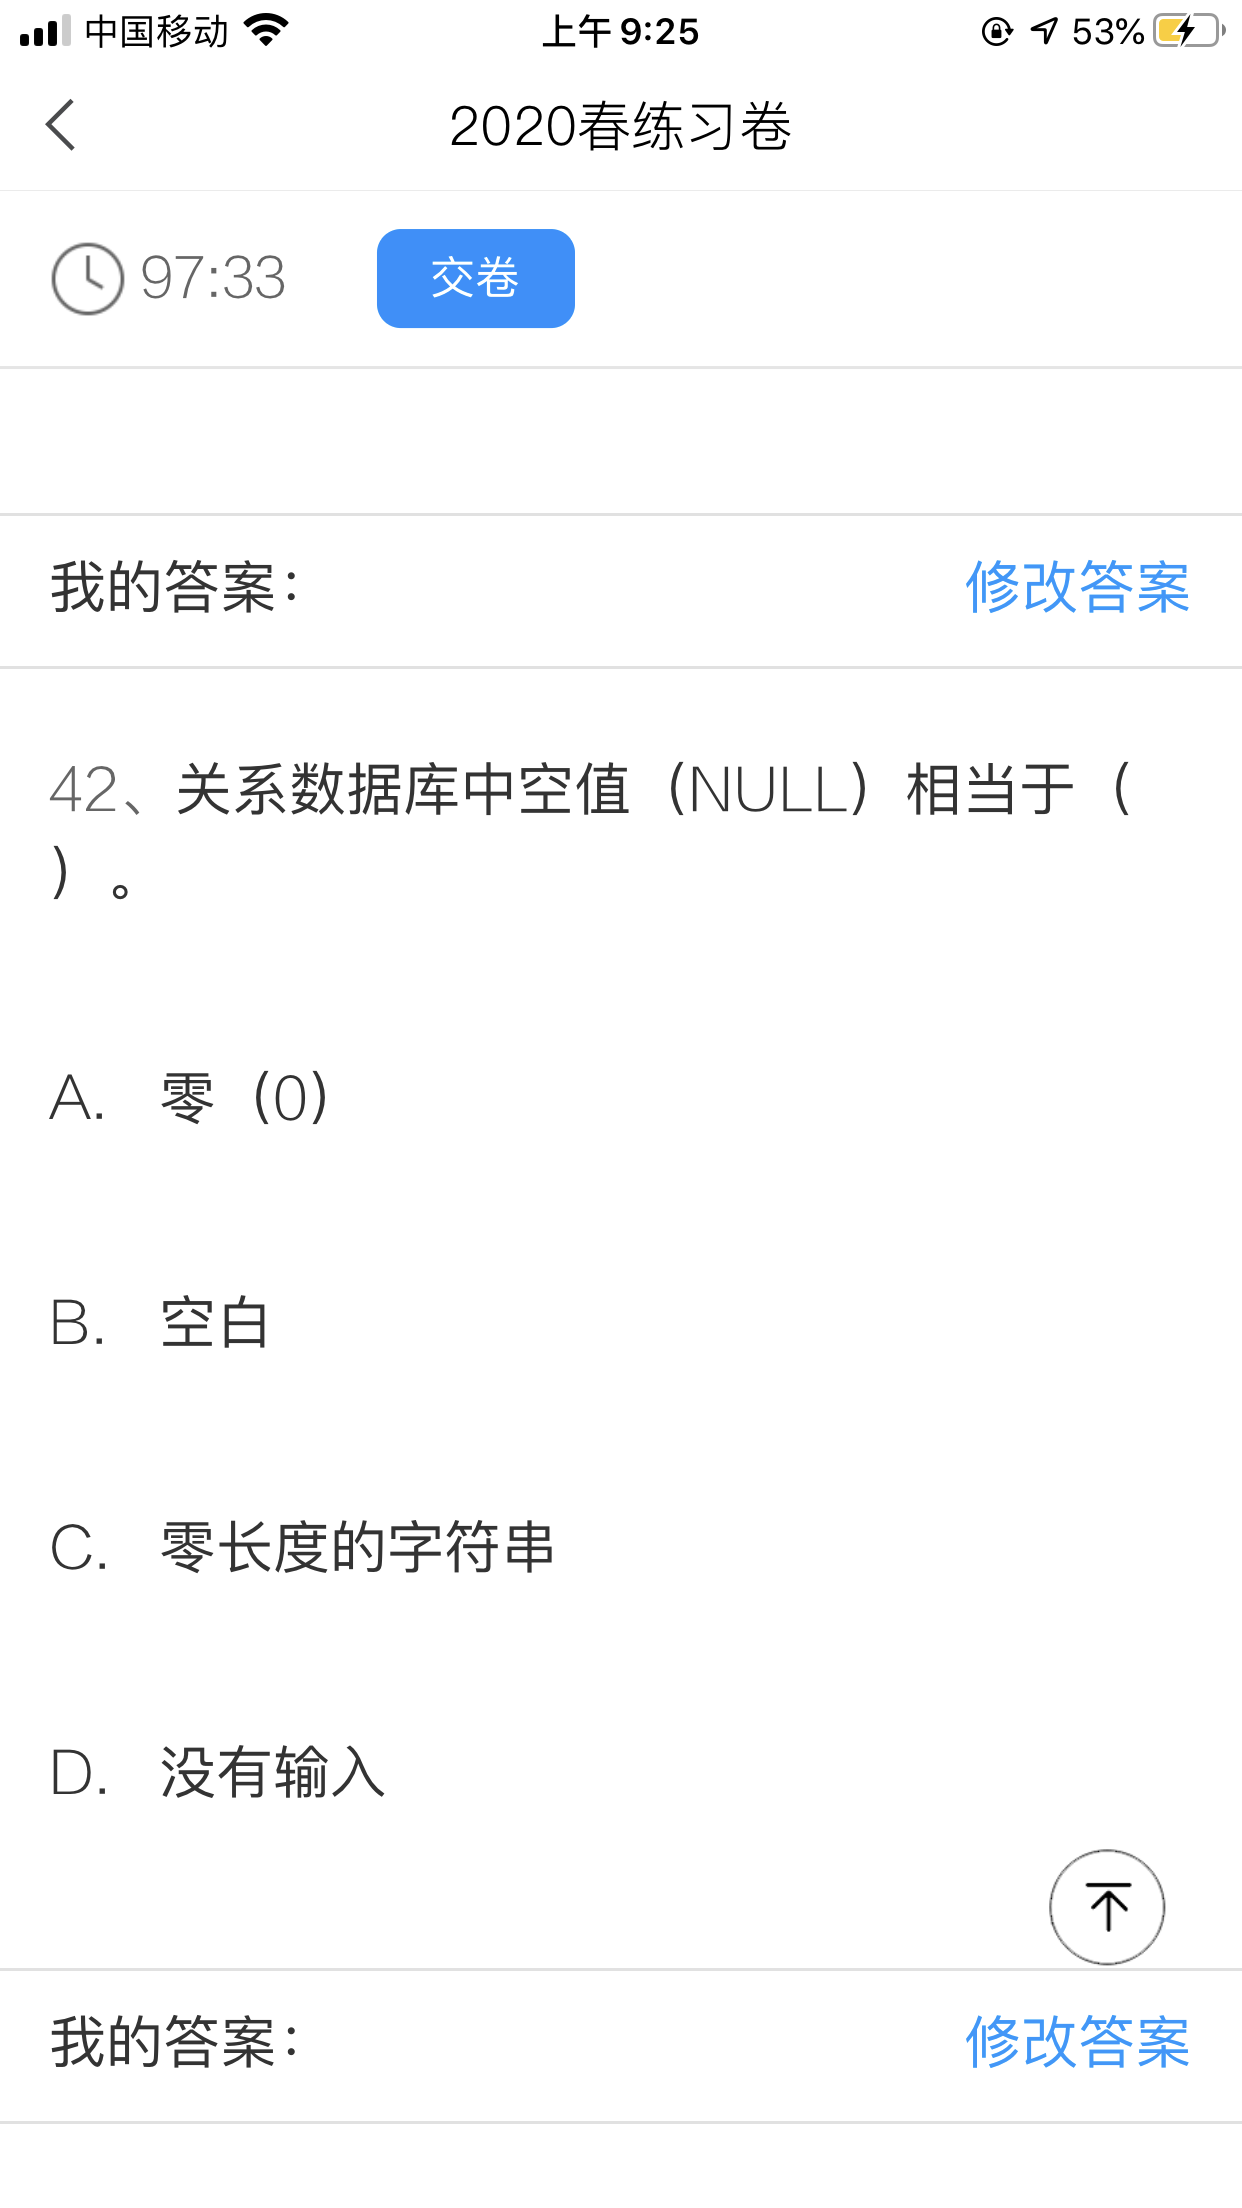 中国移动 上午 9:25 53%
2020春练习卷
97:33 交卷
我的答案: 修改答案
42、关系数据库中空值（NULL）相当于（
）。
A. 零（0）
B. 空白
C. 零长度的字符串
D. 没有输入
我的答案: 修改答案